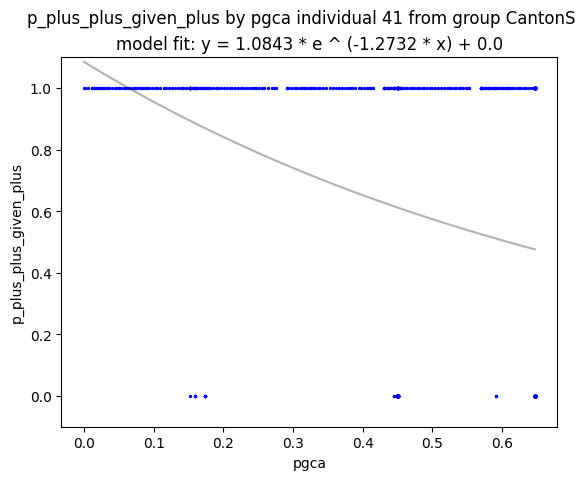 p_plus_plus_given_plus by pgca individual 41 from group CantonS
model fit: y = 1.0843 * e ^ (-1.2732 * x) + 0.0
1.0
0.8
0.6
0.4
0.2
0.0
p_plus_plus_given_plus
0.0 0.1 0.2 0.3 0.4 0.5 0.6
pgca